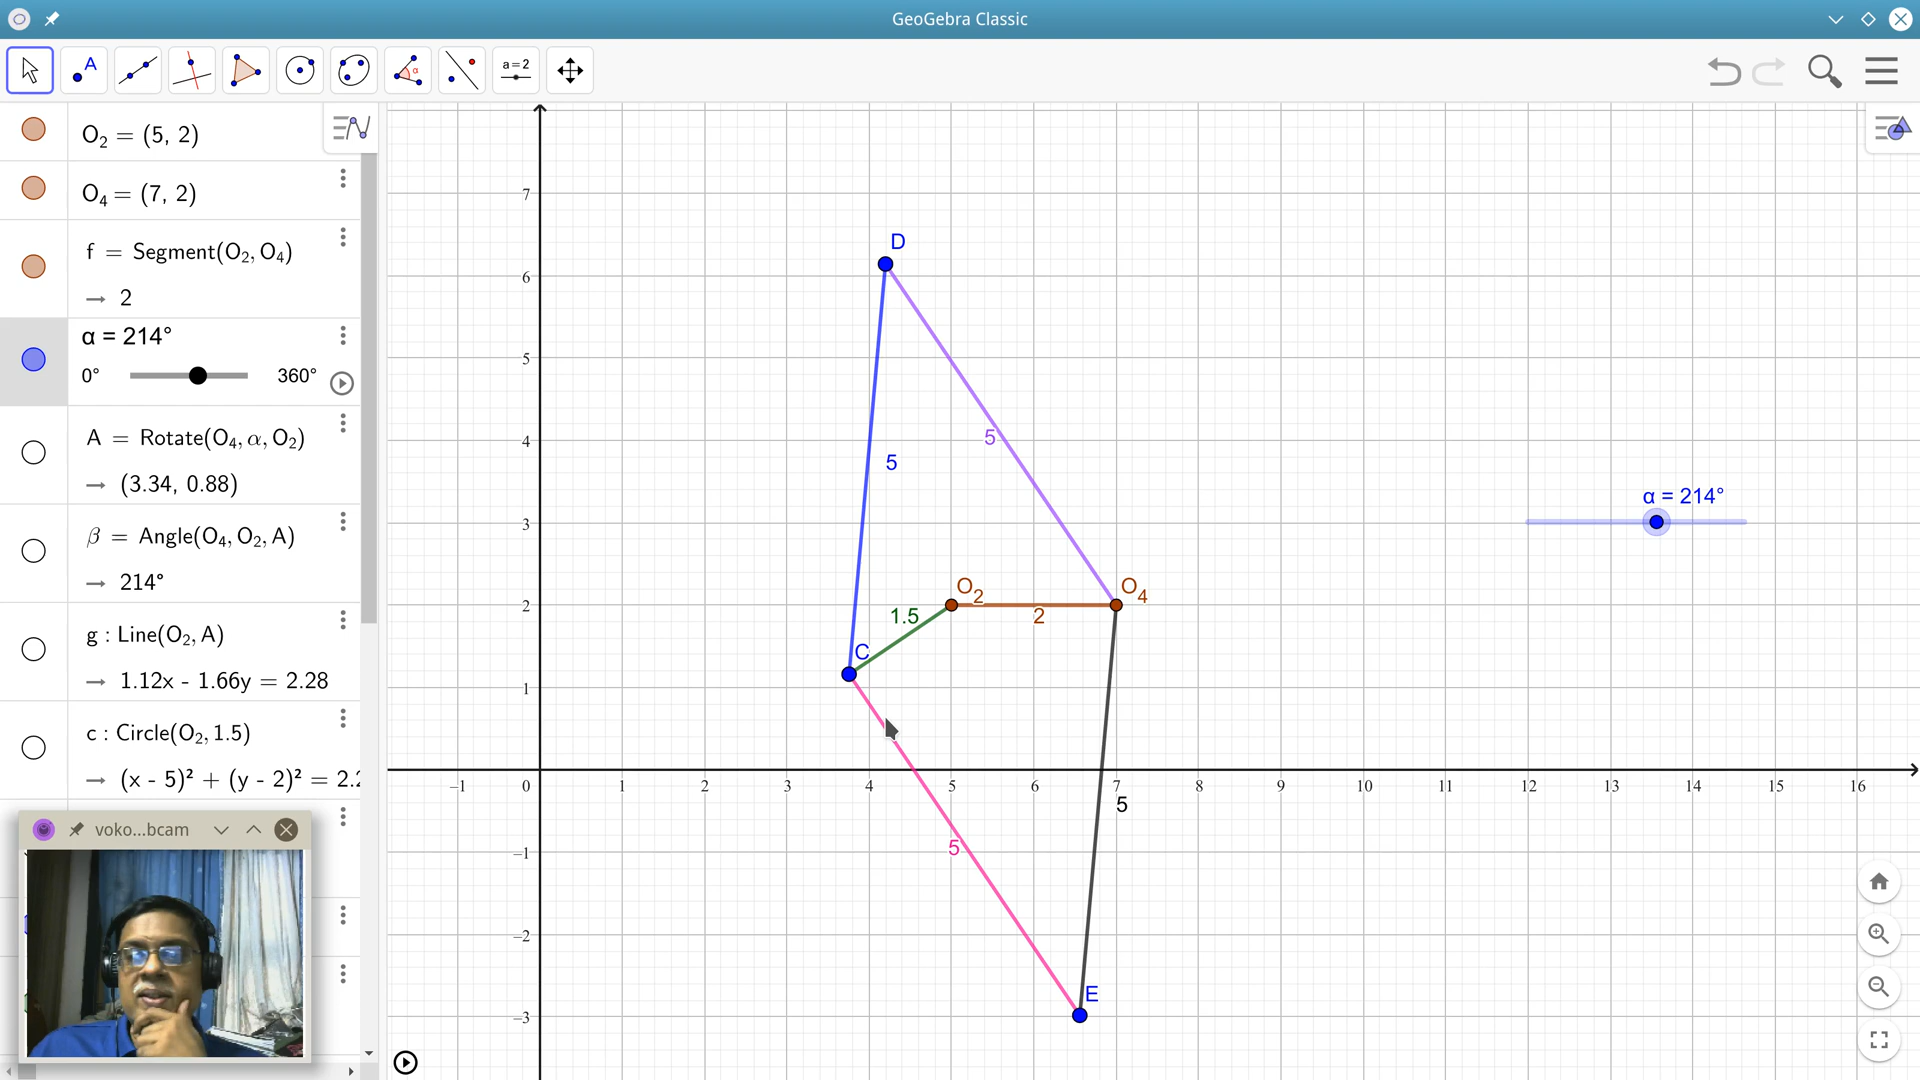 GeoGebra Classic
A
α
a = 2
O₂ = (5, 2)
O₄ = (7, 2)
f = Segment(O₂, O₄)
→ 2
α = 214°
0° 360°
A = Rotate(O₄, α, O₂)
→ (3.34, 0.88)
β = Angle(O₄, O₂, A)
→ 214°
g : Line(O₂, A)
→ 1.12x - 1.66y = 2.28
c : Circle(O₂, 1.5)
→ (x - 5)² + (y - 2)² = 2.2
voko...bcam
7
D
6
5
5
5
4
α = 214°
3
O₂ O₄
2
1.5 2
C
1
−1 0 1 2 3 4 5 6 7 8 9 10 11 12 13 14 15 16
5
−1
5
−2
E
−3